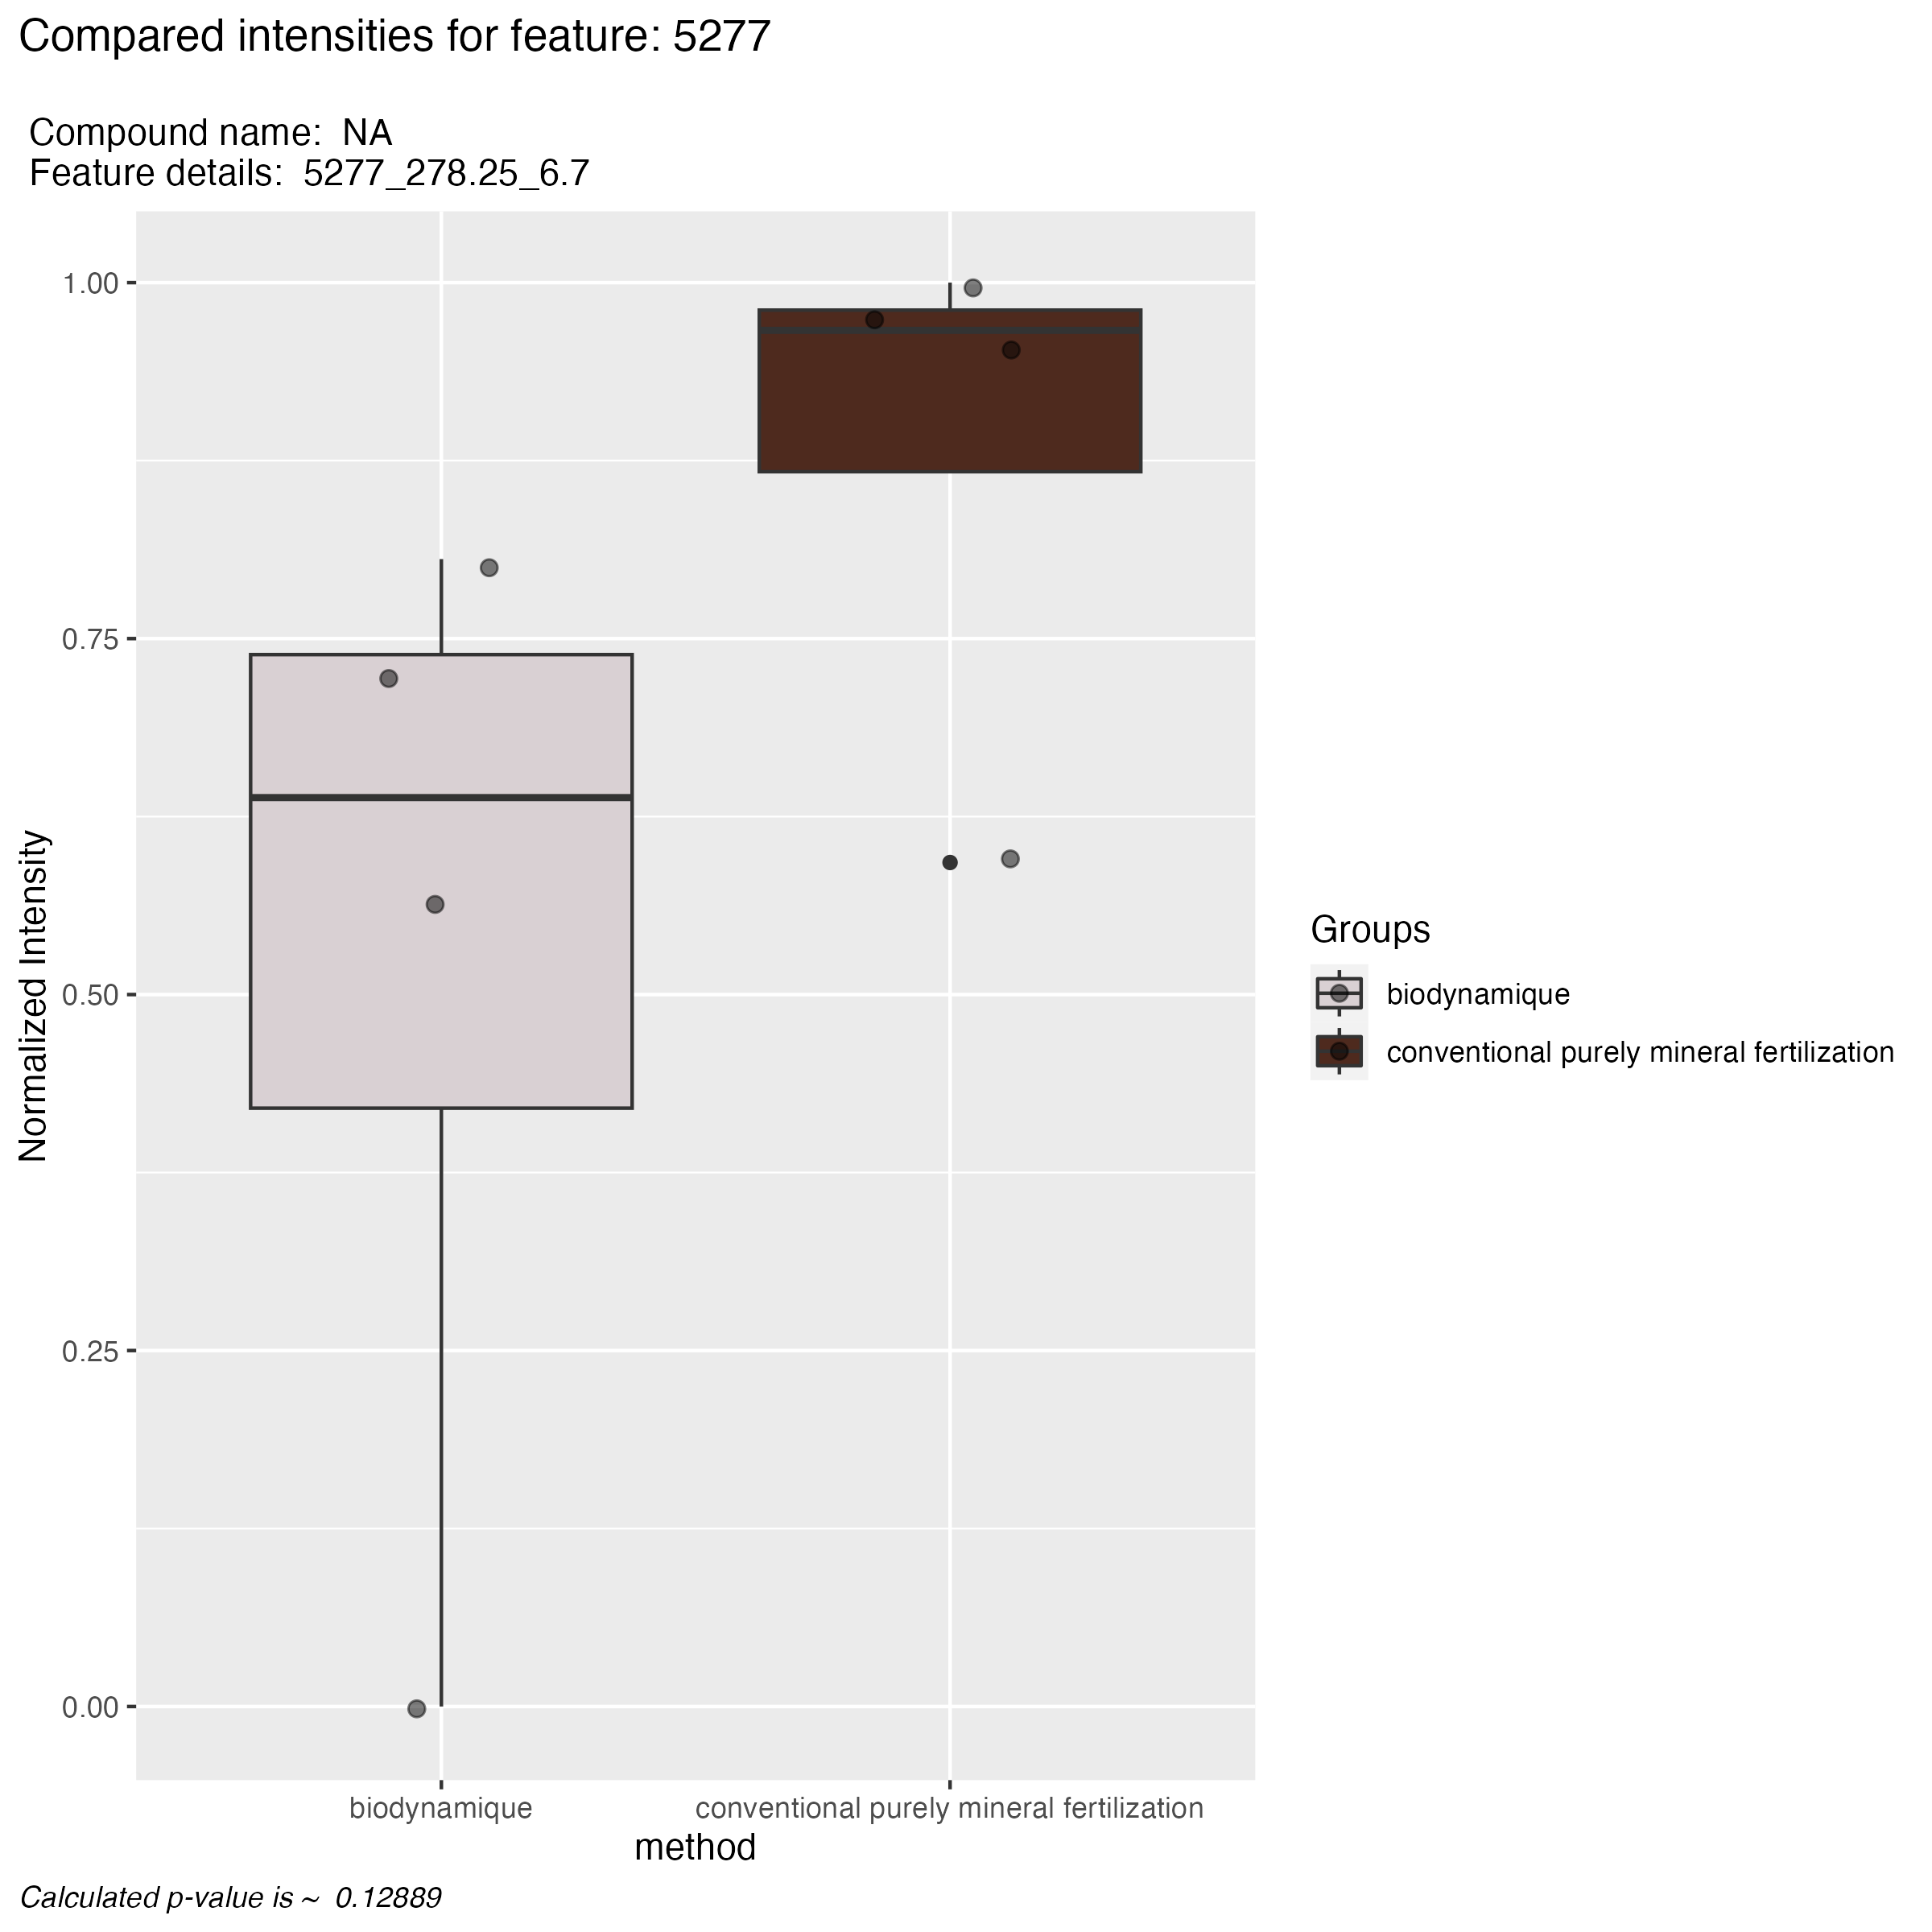 Compared intensities for feature: 5277
Compound name:  NA
Feature details:  5277_278.25_6.7
1.00
0.75
0.50
0.25
0.00
Normalized Intensity
biodynamique
conventional purely mineral fertilization
method
Groups
biodynamique
conventional purely mineral fertilization
Calculated p-value is ~  0.12889